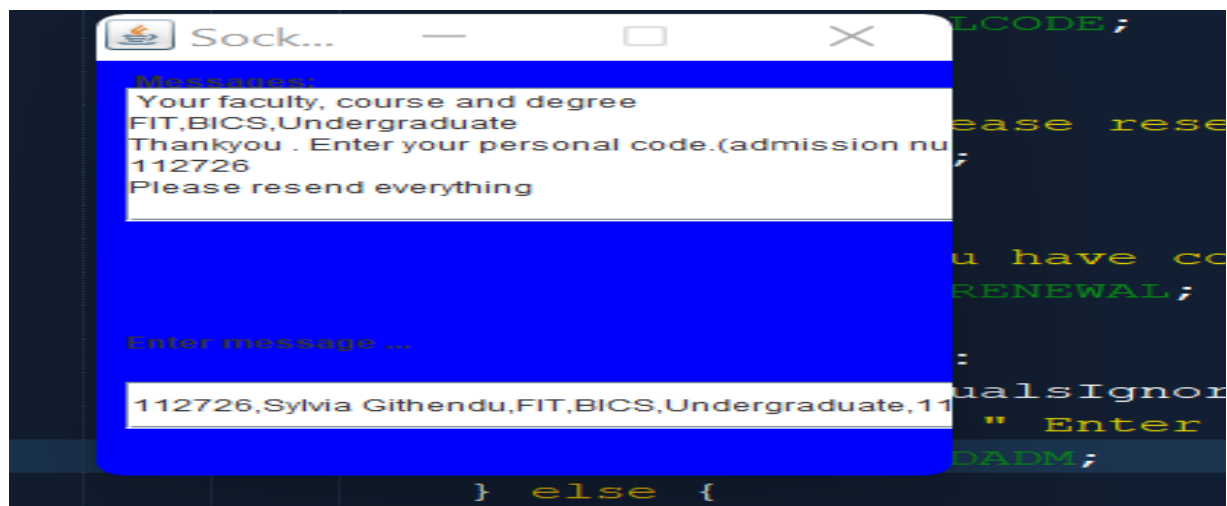 Sock...
LCODE;
Messages:
Your faculty, course and degree
FIT,BICS,Undergraduate
ease rese
Thankyou . Enter your personal code.(admission nu
;
112726
Please resend everything
u have co
RENEWAL;
Enter message ...
:
112726,Sylvia Githendu,FIT,BICS,Undergraduate,11
ualsIgnor
" Enter
DADM;
} else {